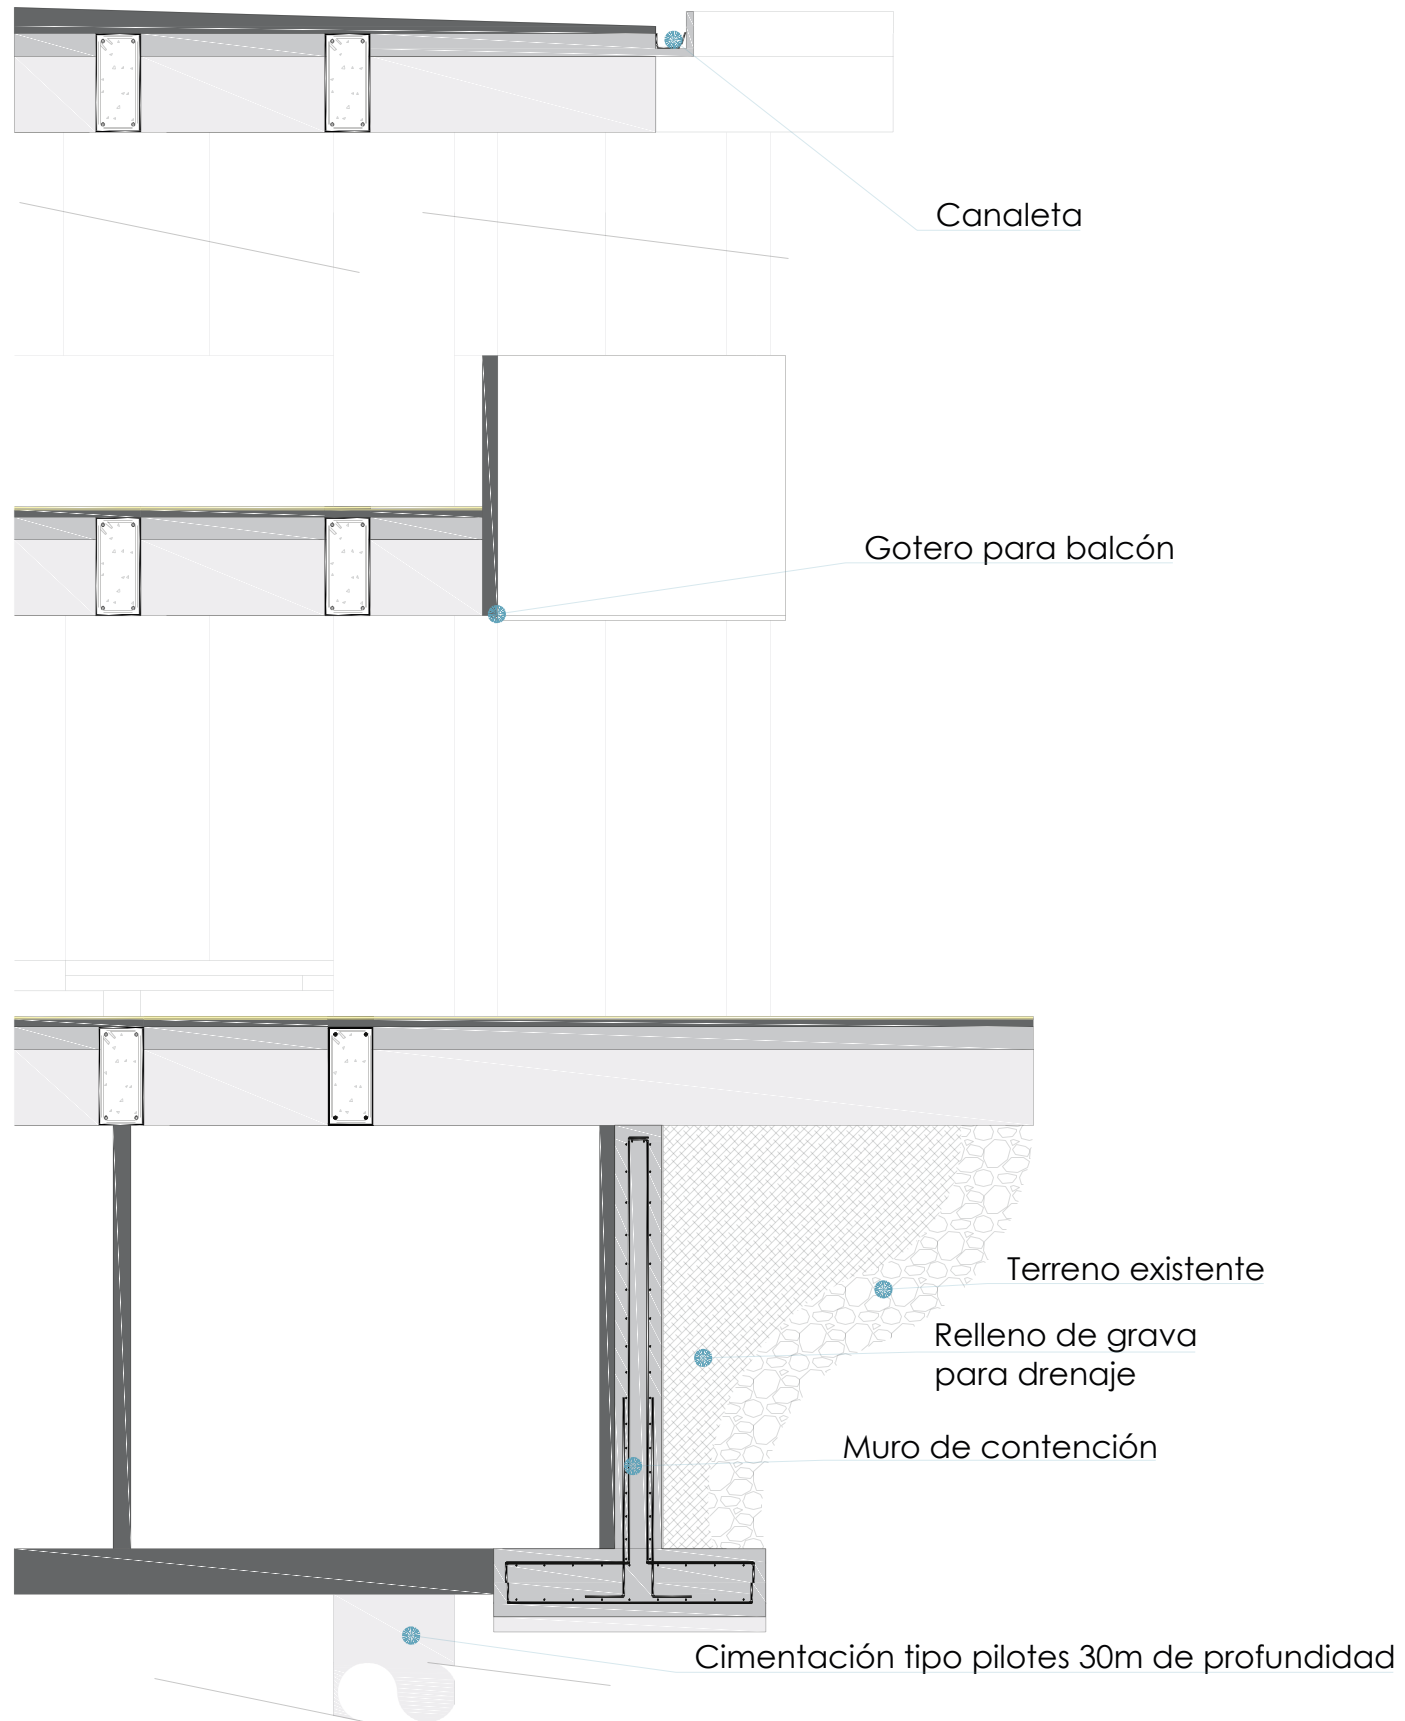 Canaleta
Gotero para balcón
Terreno existente
Relleno de grava
para drenaje
Muro de contención
Cimentación tipo pilotes 30m de profundidad